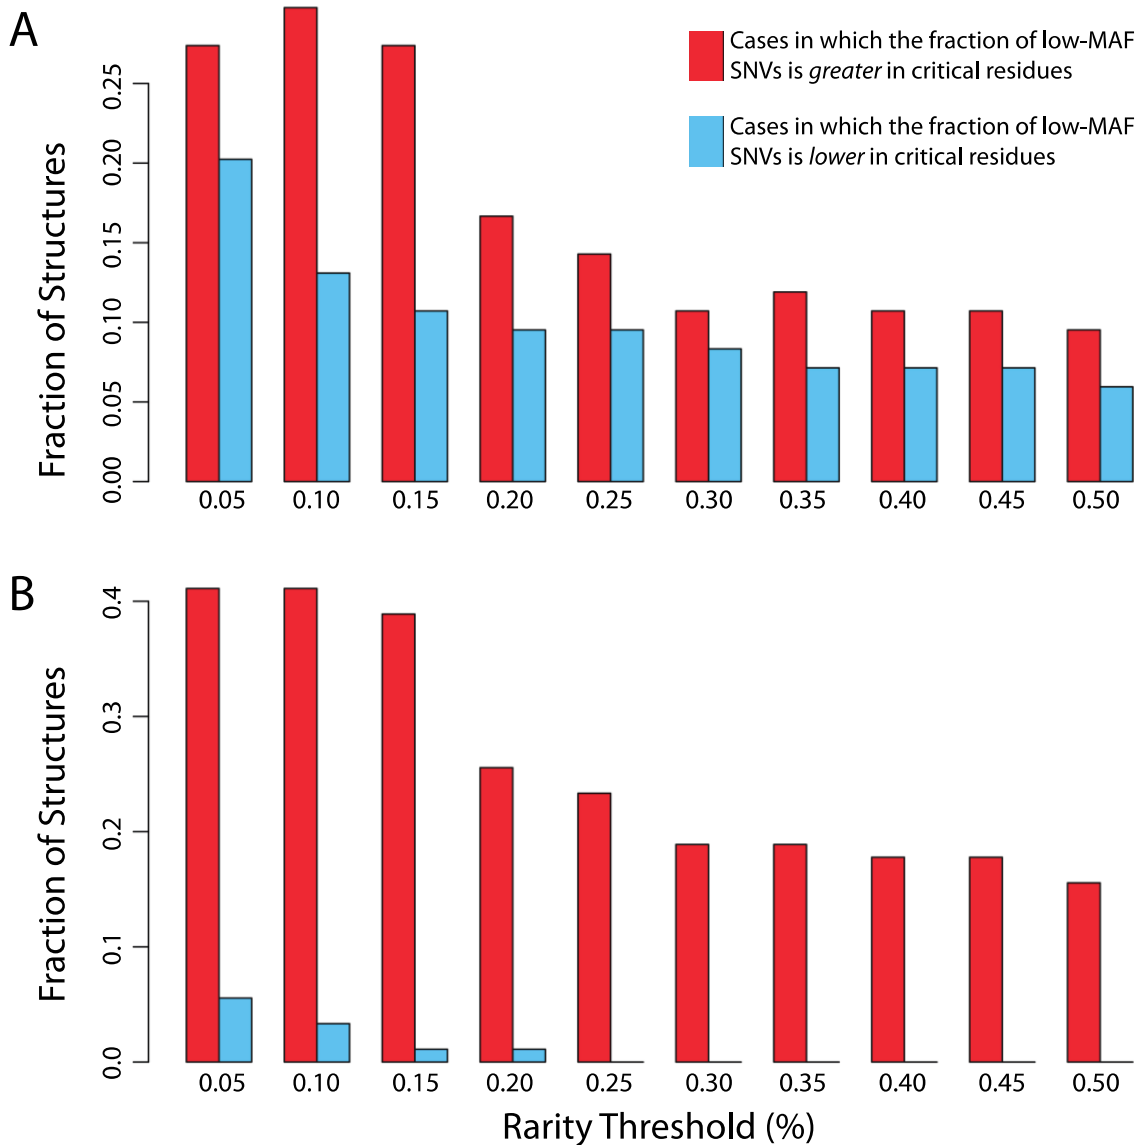 A
Cases in which the fraction of low-MAF
SNVs is greater in critical residues
Cases in which the fraction of low-MAF
SNVs is lower in critical residues
Fraction of Structures
0.25
0.20
0.15
0.10
0.05
0.00
0.05 0.10 0.15 0.20 0.25 0.30 0.35 0.40 0.45 0.50
B
Fraction of Structures
0.4
0.3
0.2
0.1
0.0
0.05 0.10 0.15 0.20 0.25 0.30 0.35 0.40 0.45 0.50
Rarity Threshold (%)